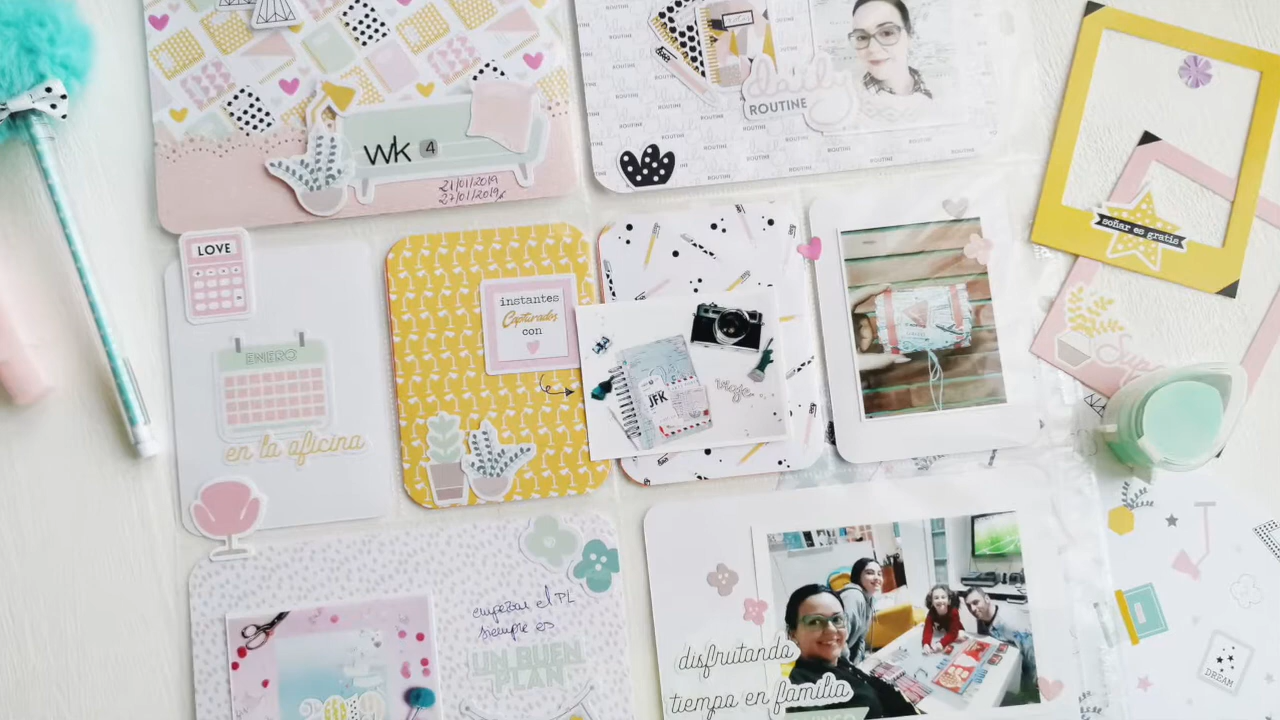 wk 4
21/01/2019
27/01/2019
notas
daily
ROUTINE
LOVE
ENERO
en la oficina
instantes
Capturados
con
JFK
viaje
soñar es gratis
empezar el PL
siempre es
UN BUEN
PLAN
disfrutando
tiempo en familia
DREAM